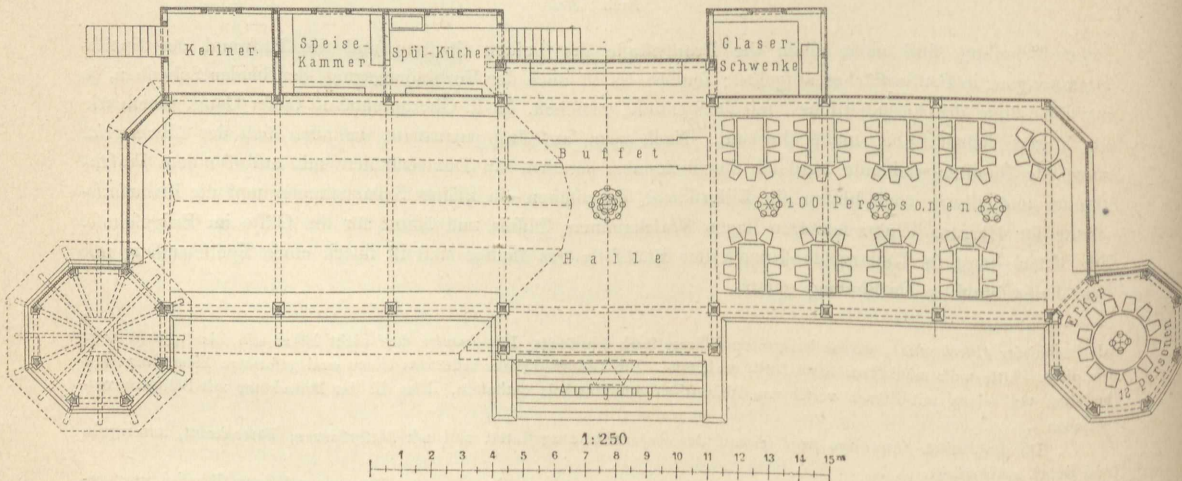 Kellner
Speise-
Kammer
Spül-Küche
Glaser-
Schwenke
Buffet
100 Personen
Halle
Erker
12 Personen
Aufgang
1:250
1 2 3 4 5 6 7 8 9 10 11 12 13 14 15 m